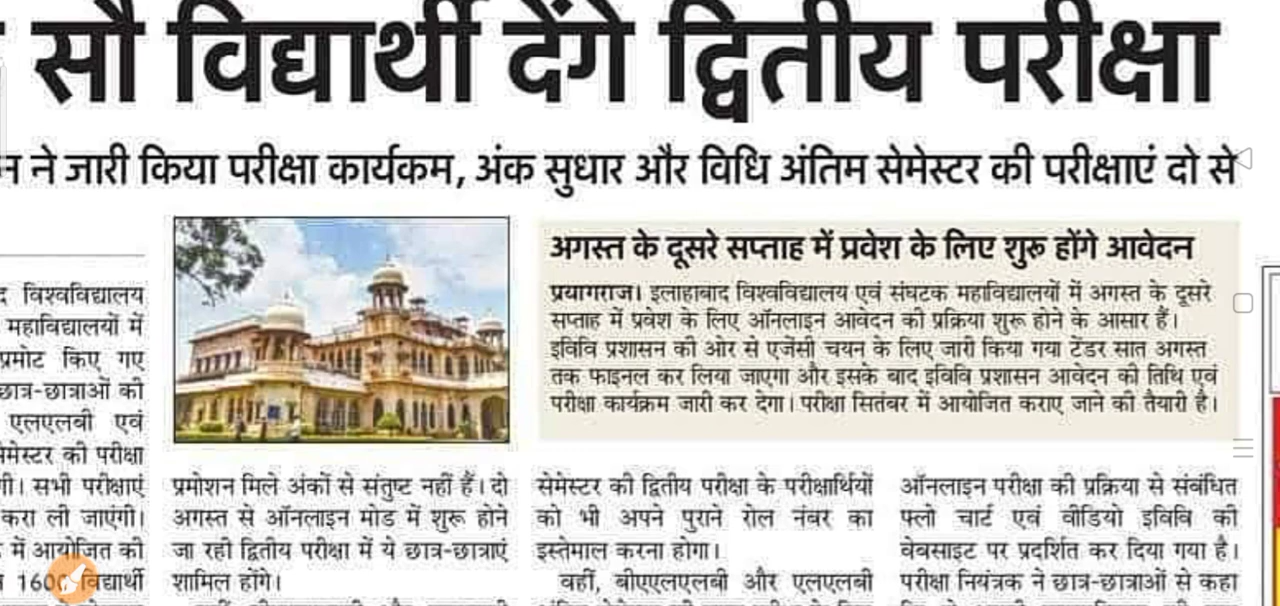 सौ विद्यार्थी देंगे द्वितीय परीक्षा
न ने जारी किया परीक्षा कार्यकम, अंक सुधार और विधि अंतिम सेमेस्टर की परीक्षाएं दो से
विश्वविद्यालय
महाविद्यालयों में
प्रमोट किए गए
छात्र-छात्राओं की
एलएलबी एवं
सेमेस्टर की परीक्षा
गी। सभी परीक्षाएं
करा ली जाएंगी।
में आयोजित की
1600 विद्यार्थी
अगस्त के दूसरे सप्ताह में प्रवेश के लिए शुरू होंगे आवेदन
प्रयागराज। इलाहाबाद विश्वविद्यालय एवं संघटक महाविद्यालयों में अगस्त के दूसरे
सप्ताह में प्रवेश के लिए ऑनलाइन आवेदन की प्रक्रिया शुरू होने के आसार हैं।
इविवि प्रशासन की ओर से एजेंसी चयन के लिए जारी किया गया टेंडर सात अगस्त
तक फाइनल कर लिया जाएगा और इसके बाद इविवि प्रशासन आवेदन की तिथि एवं
परीक्षा कार्यक्रम जारी कर देगा। परीक्षा सितंबर में आयोजित कराए जाने की तैयारी है।
प्रमोशन मिले अंकों से संतुष्ट नहीं हैं। दो
अगस्त से ऑनलाइन मोड में शुरू होने
जा रही द्वितीय परीक्षा में ये छात्र-छात्राएं
शामिल होंगे।
सेमेस्टर की द्वितीय परीक्षा के परीक्षार्थियों
को भी अपने पुराने रोल नंबर का
इस्तेमाल करना होगा।
वहीं, बीएएलएलबी और एलएलबी
ऑनलाइन परीक्षा की प्रक्रिया से संबंधित
फ्लो चार्ट एवं वीडियो इविवि की
वेबसाइट पर प्रदर्शित कर दिया गया है।
परीक्षा नियंत्रक ने छात्र-छात्राओं से कहा